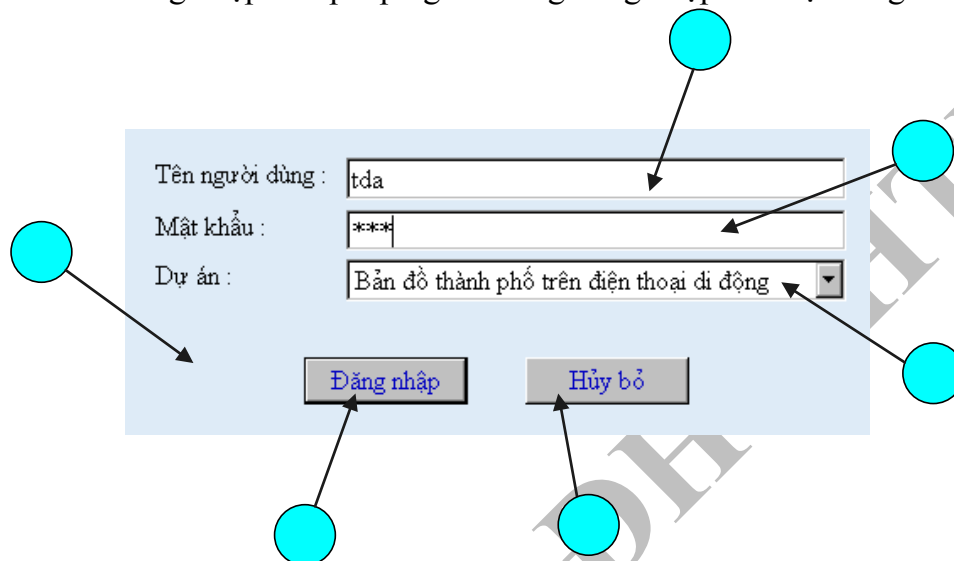 Tên người dùng :
tda
Mật khẩu :
***
Dự án :
Bản đồ thành phố trên điện thoại di động
Đăng nhập
Hủy bỏ